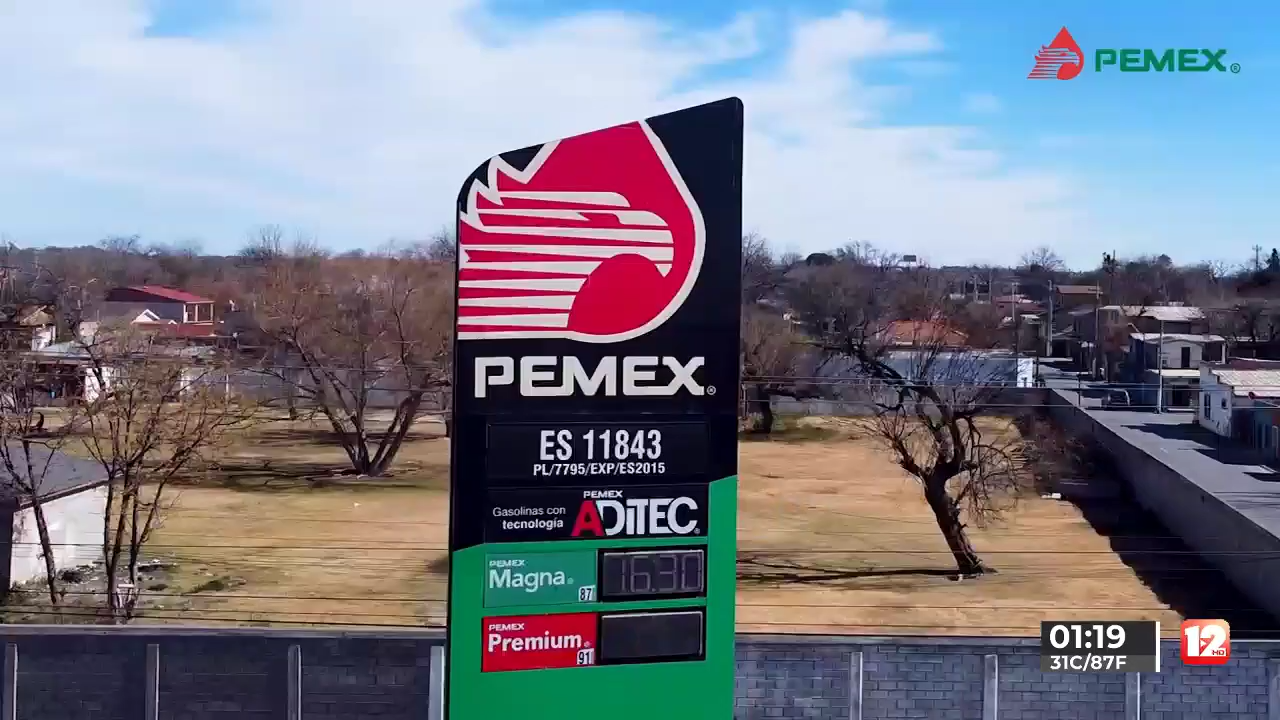 PEMEX®
PEMEX®
ES 11843
PL/7795/EXP/ES2015
Gasolinas con
tecnología
PEMEX
ADITEC®
PEMEX
Magna®
87
16.30
PEMEX
Premium®
91
01:19
31C/87F
12
HD